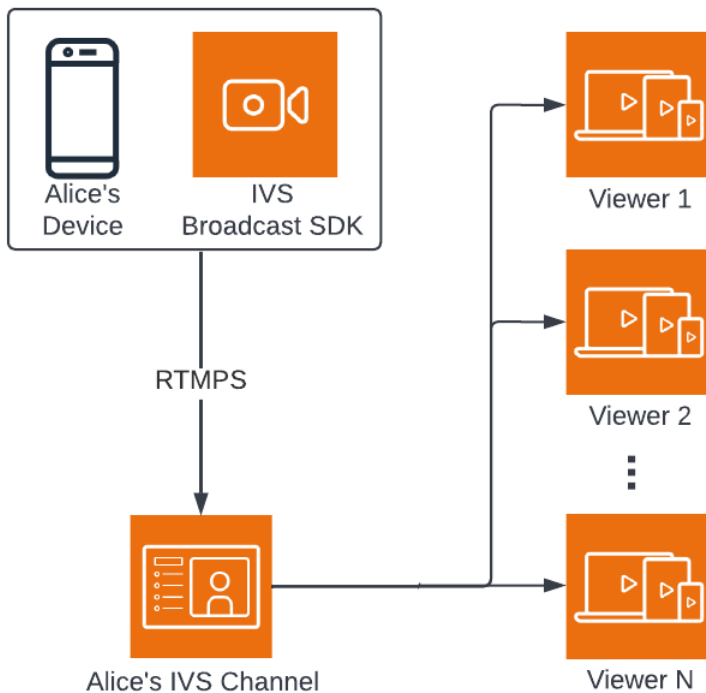 Alice's
Device
IVS
Broadcast SDK
Viewer 1
RTMPS
Viewer 2
Alice's IVS Channel
Viewer N